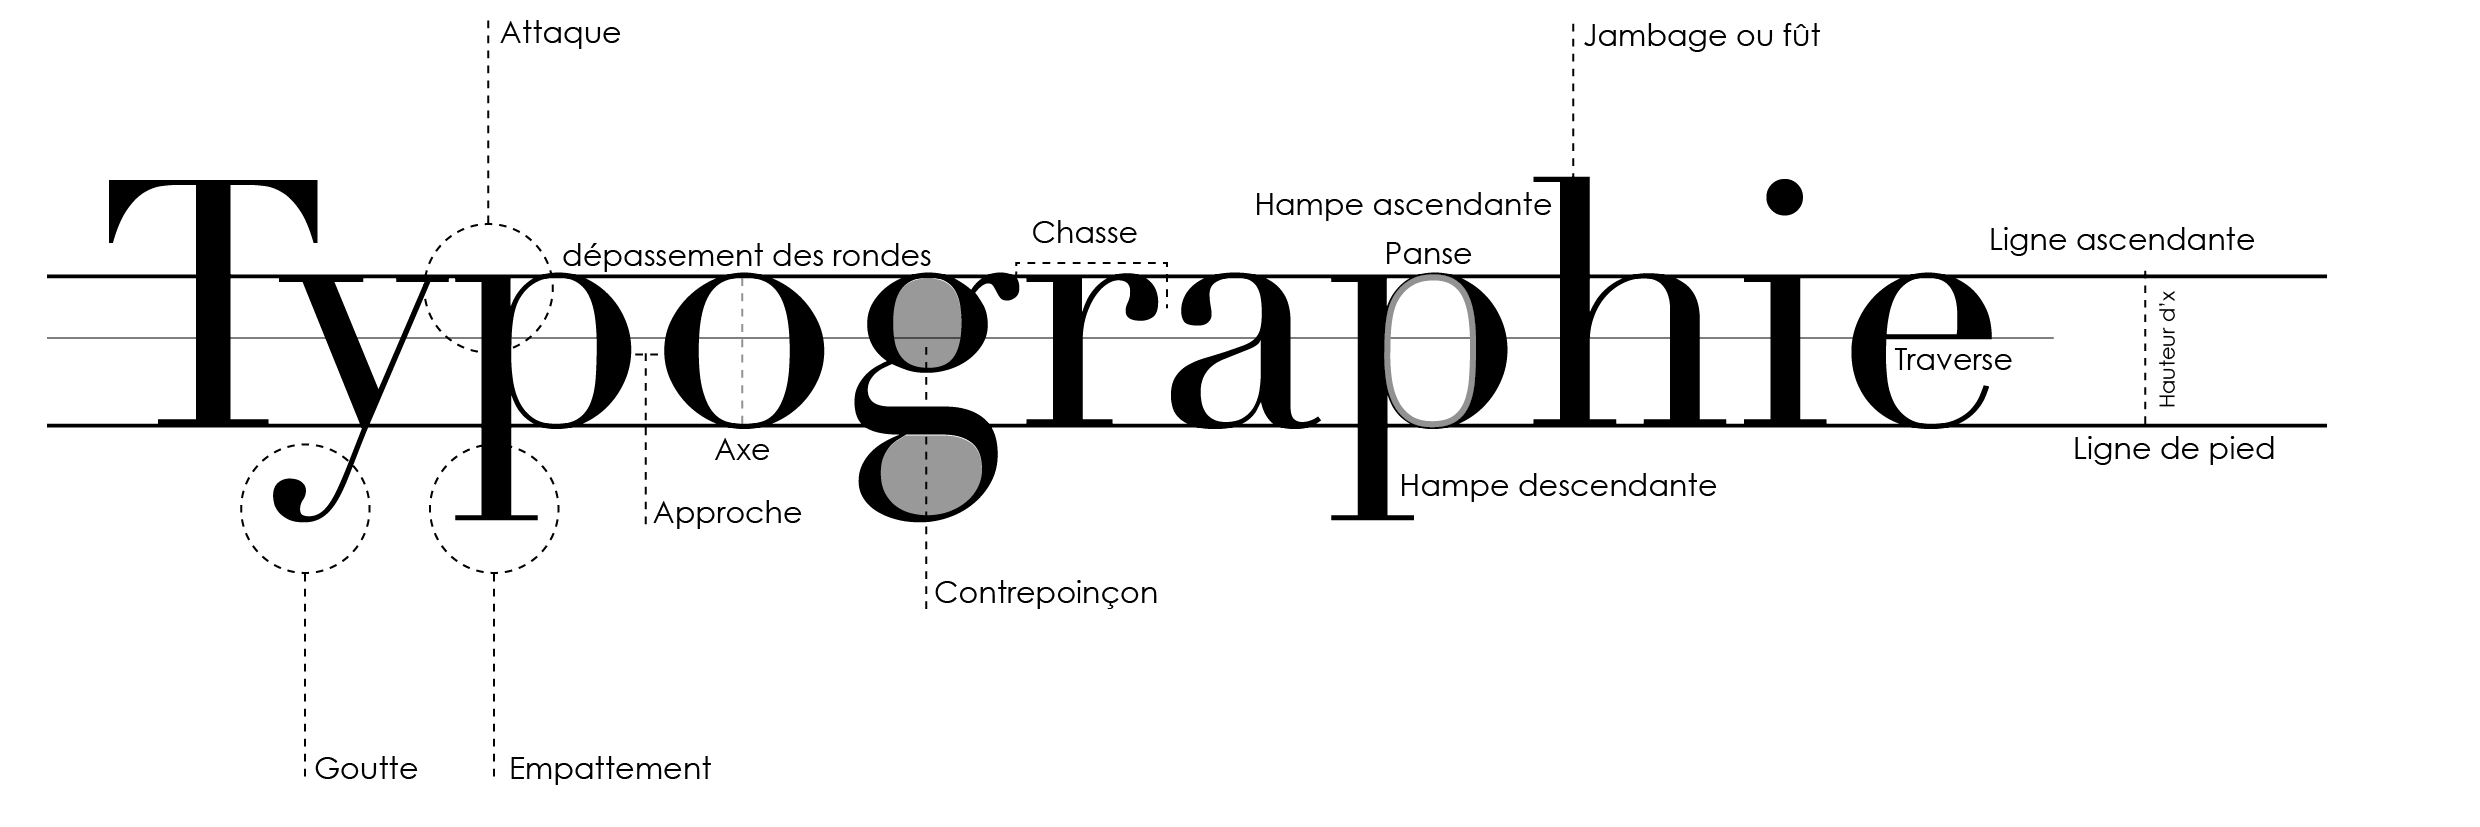 Attaque
Jambage ou fût
Hampe ascendante
Chasse
Ligne ascendante
dépassement des rondes
Panse
Typographie
Hauteur d'x
Traverse
Axe
Ligne de pied
Hampe descendante
Approche
Contrepoinçon
Goutte
Empattement